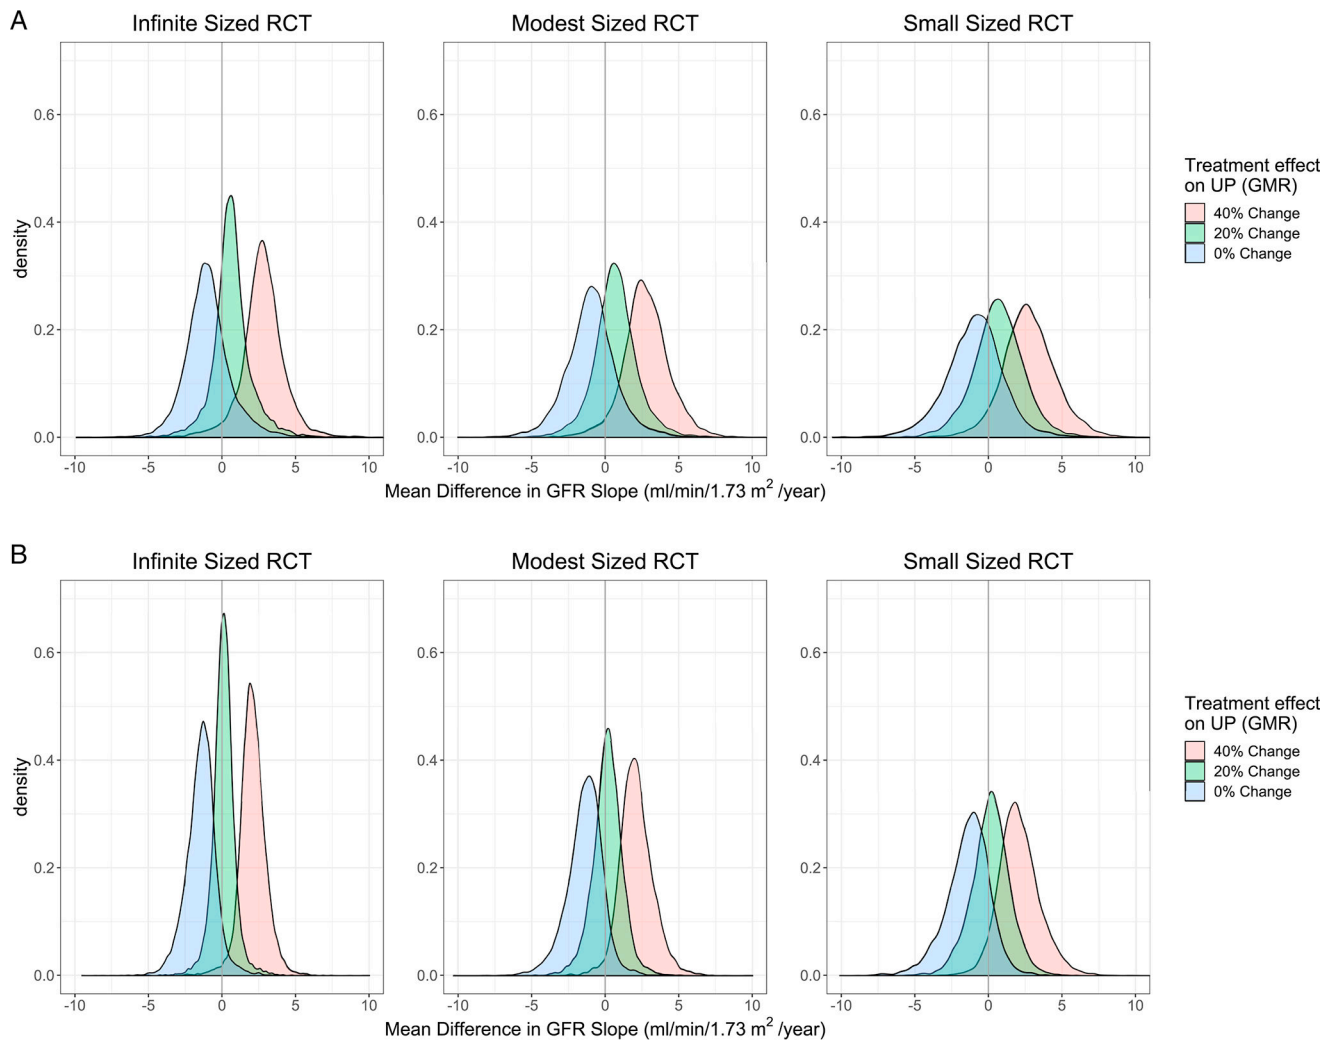 A
Infinite Sized RCT
Modest Sized RCT
Small Sized RCT
density
0.6
0.4
0.2
0.0
-10 -5 0 5 10
0.6
0.4
0.2
0.0
-10 -5 0 5 10
0.6
0.4
0.2
0.0
-10 -5 0 5 10
Mean Difference in GFR Slope (ml/min/1.73 m² /year)
Treatment effect
on UP (GMR)
40% Change
20% Change
0% Change
B
Infinite Sized RCT
Modest Sized RCT
Small Sized RCT
density
0.6
0.4
0.2
0.0
-10 -5 0 5 10
0.6
0.4
0.2
0.0
-10 -5 0 5 10
0.6
0.4
0.2
0.0
-10 -5 0 5 10
Mean Difference in GFR Slope (ml/min/1.73 m² /year)
Treatment effect
on UP (GMR)
40% Change
20% Change
0% Change